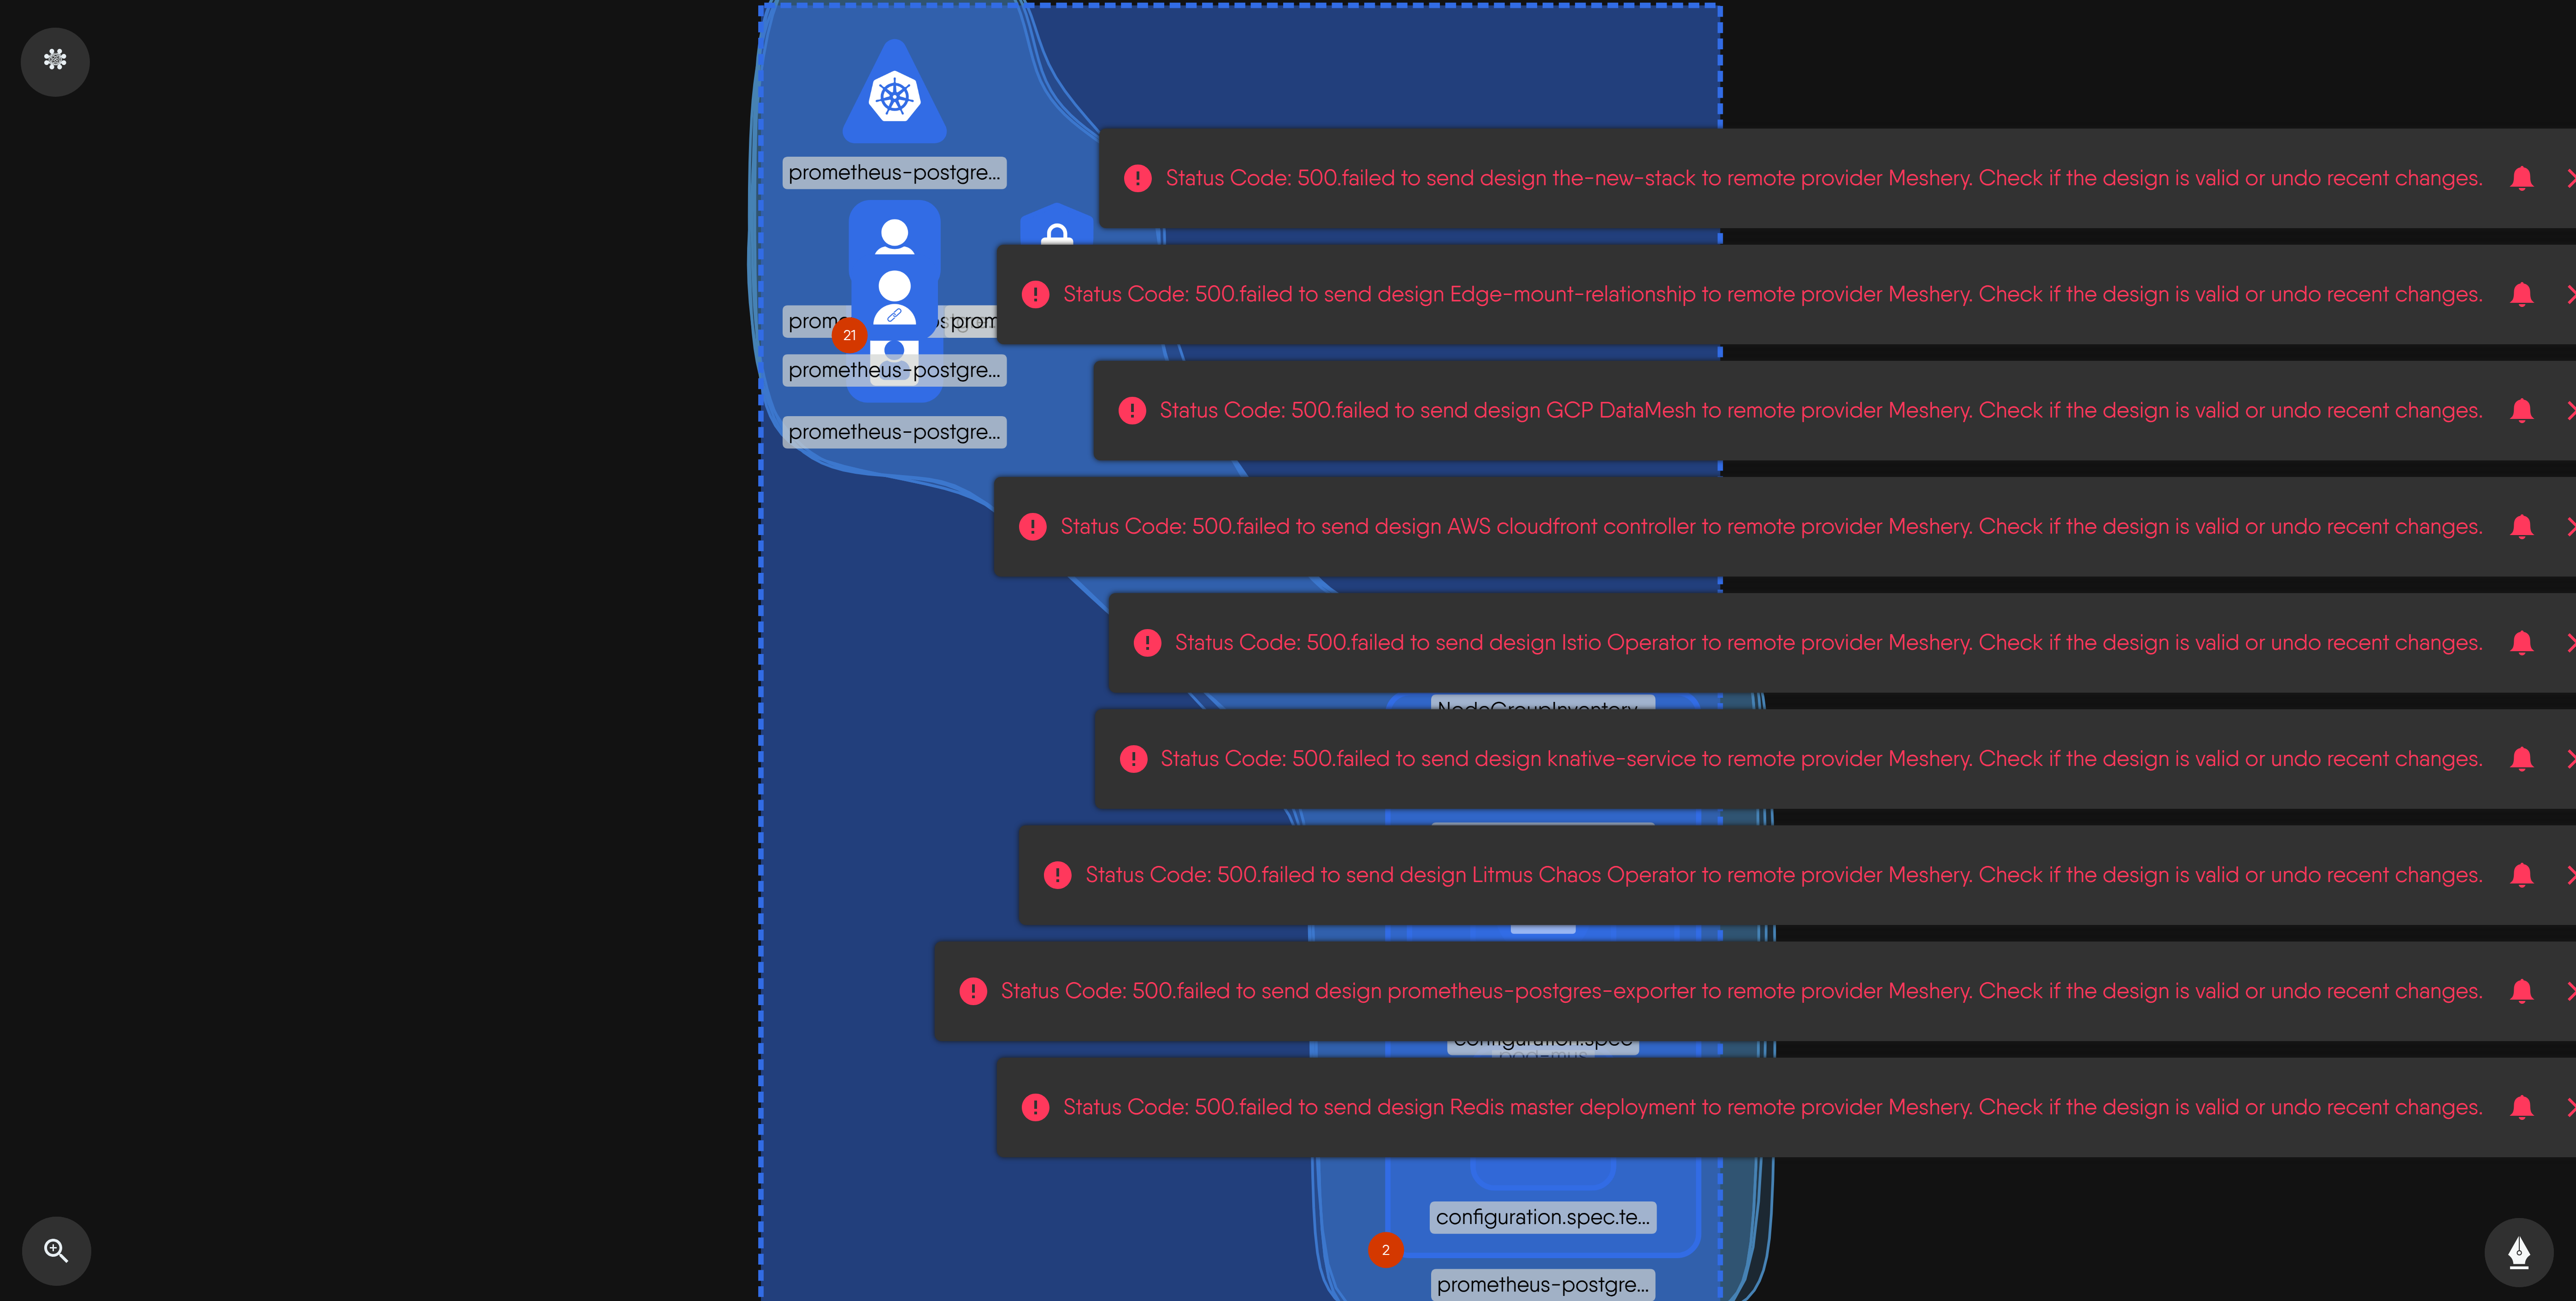 prometheus-postgre...
Status Code: 500.failed to send design the-new-stack to remote provider Meshery. Check if the design is valid or undo recent changes.
Status Code: 500.failed to send design Edge-mount-relationship to remote provider Meshery. Check if the design is valid or undo recent changes.
21
prometheus-postgre...
Status Code: 500.failed to send design GCP DataMesh to remote provider Meshery. Check if the design is valid or undo recent changes.
prometheus-postgre...
Status Code: 500.failed to send design AWS cloudfront controller to remote provider Meshery. Check if the design is valid or undo recent changes.
Status Code: 500.failed to send design Istio Operator to remote provider Meshery. Check if the design is valid or undo recent changes.
NodeGroupInventory
Status Code: 500.failed to send design knative-service to remote provider Meshery. Check if the design is valid or undo recent changes.
Status Code: 500.failed to send design Litmus Chaos Operator to remote provider Meshery. Check if the design is valid or undo recent changes.
Status Code: 500.failed to send design prometheus-postgres-exporter to remote provider Meshery. Check if the design is valid or undo recent changes.
configuration.spec
Status Code: 500.failed to send design Redis master deployment to remote provider Meshery. Check if the design is valid or undo recent changes.
configuration.spec.te...
2
prometheus-postgre...